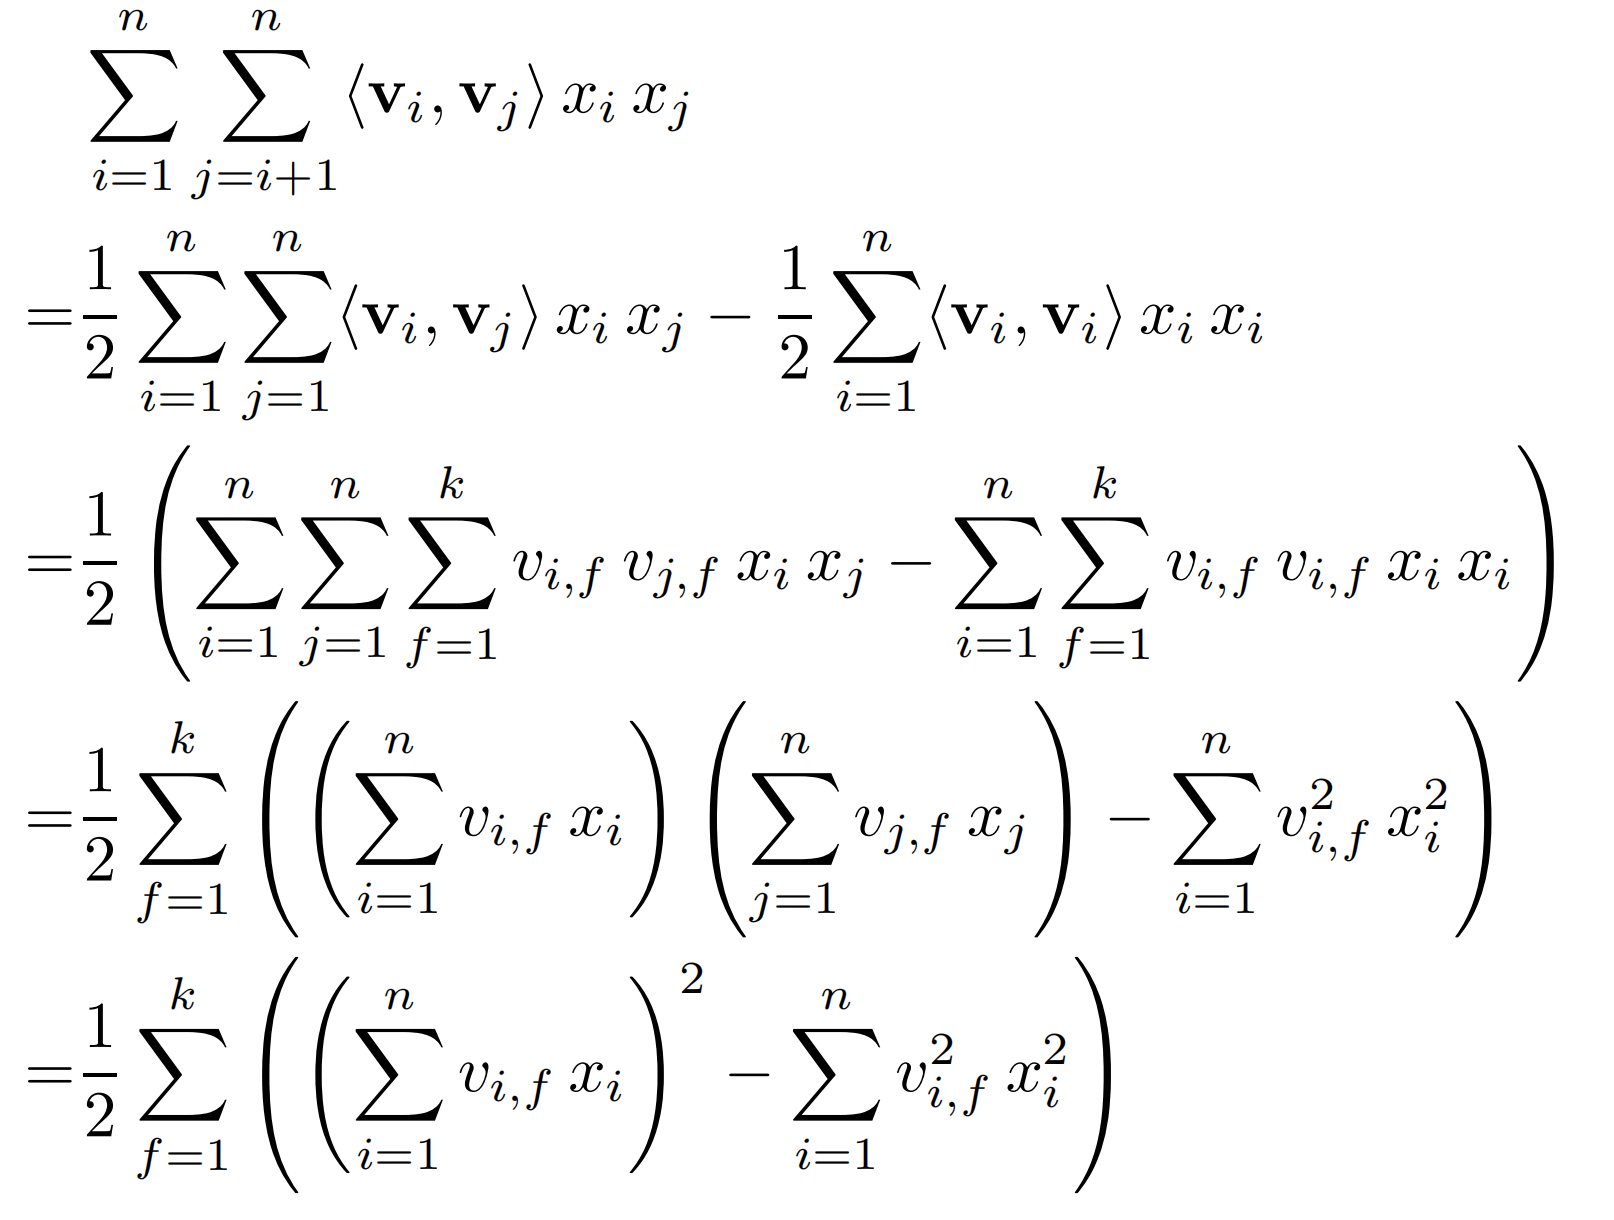 \sum_{i=1}^{n} \sum_{j=i+1}^{n} \langle \mathbf{v}_i, \mathbf{v}_j \rangle \, x_i \, x_j
= \frac{1}{2} \sum_{i=1}^{n} \sum_{j=1}^{n} \langle \mathbf{v}_i, \mathbf{v}_j \rangle \, x_i \, x_j - \frac{1}{2} \sum_{i=1}^{n} \langle \mathbf{v}_i, \mathbf{v}_i \rangle \, x_i \, x_i
= \frac{1}{2} \left( \sum_{i=1}^{n} \sum_{j=1}^{n} \sum_{f=1}^{k} v_{i,f} \, v_{j,f} \, x_i \, x_j - \sum_{i=1}^{n} \sum_{f=1}^{k} v_{i,f} \, v_{i,f} \, x_i \, x_i \right)
= \frac{1}{2} \sum_{f=1}^{k} \left( \left( \sum_{i=1}^{n} v_{i,f} \, x_i \right) \left( \sum_{j=1}^{n} v_{j,f} \, x_j \right) - \sum_{i=1}^{n} v_{i,f}^2 \, x_i^2 \right)
= \frac{1}{2} \sum_{f=1}^{k} \left( \left( \sum_{i=1}^{n} v_{i,f} \, x_i \right)^2 - \sum_{i=1}^{n} v_{i,f}^2 \, x_i^2 \right)